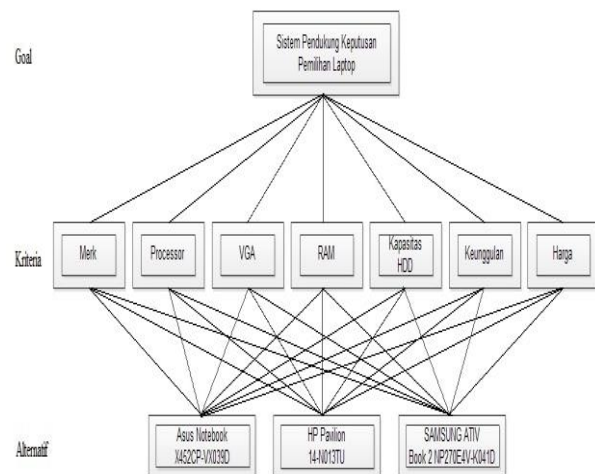 Goal
Sistem Pendukung Keputusan
Pemilihan Laptop
Kriteria
Merk
Processor
VGA
RAM
Kapasitas
HDD
Keunggulan
Harga
Alternatif
Asus Notebook
X452CP-VX039D
HP Pavilion
14-N013TU
SAMSUNG ATIV
Book 2 NP270E4V-K041D